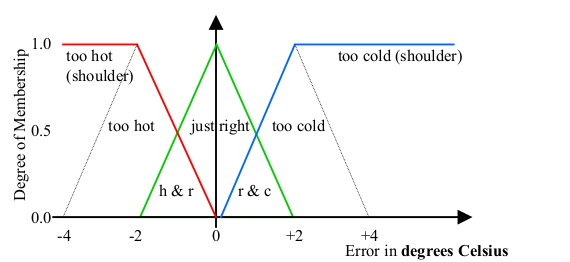 Degree of Membership
1.0
too hot
(shoulder)
too cold (shoulder)
0.5
too hot
just right
too cold
h & r
r & c
0.0
-4
-2
0
+2
+4
Error in degrees Celsius